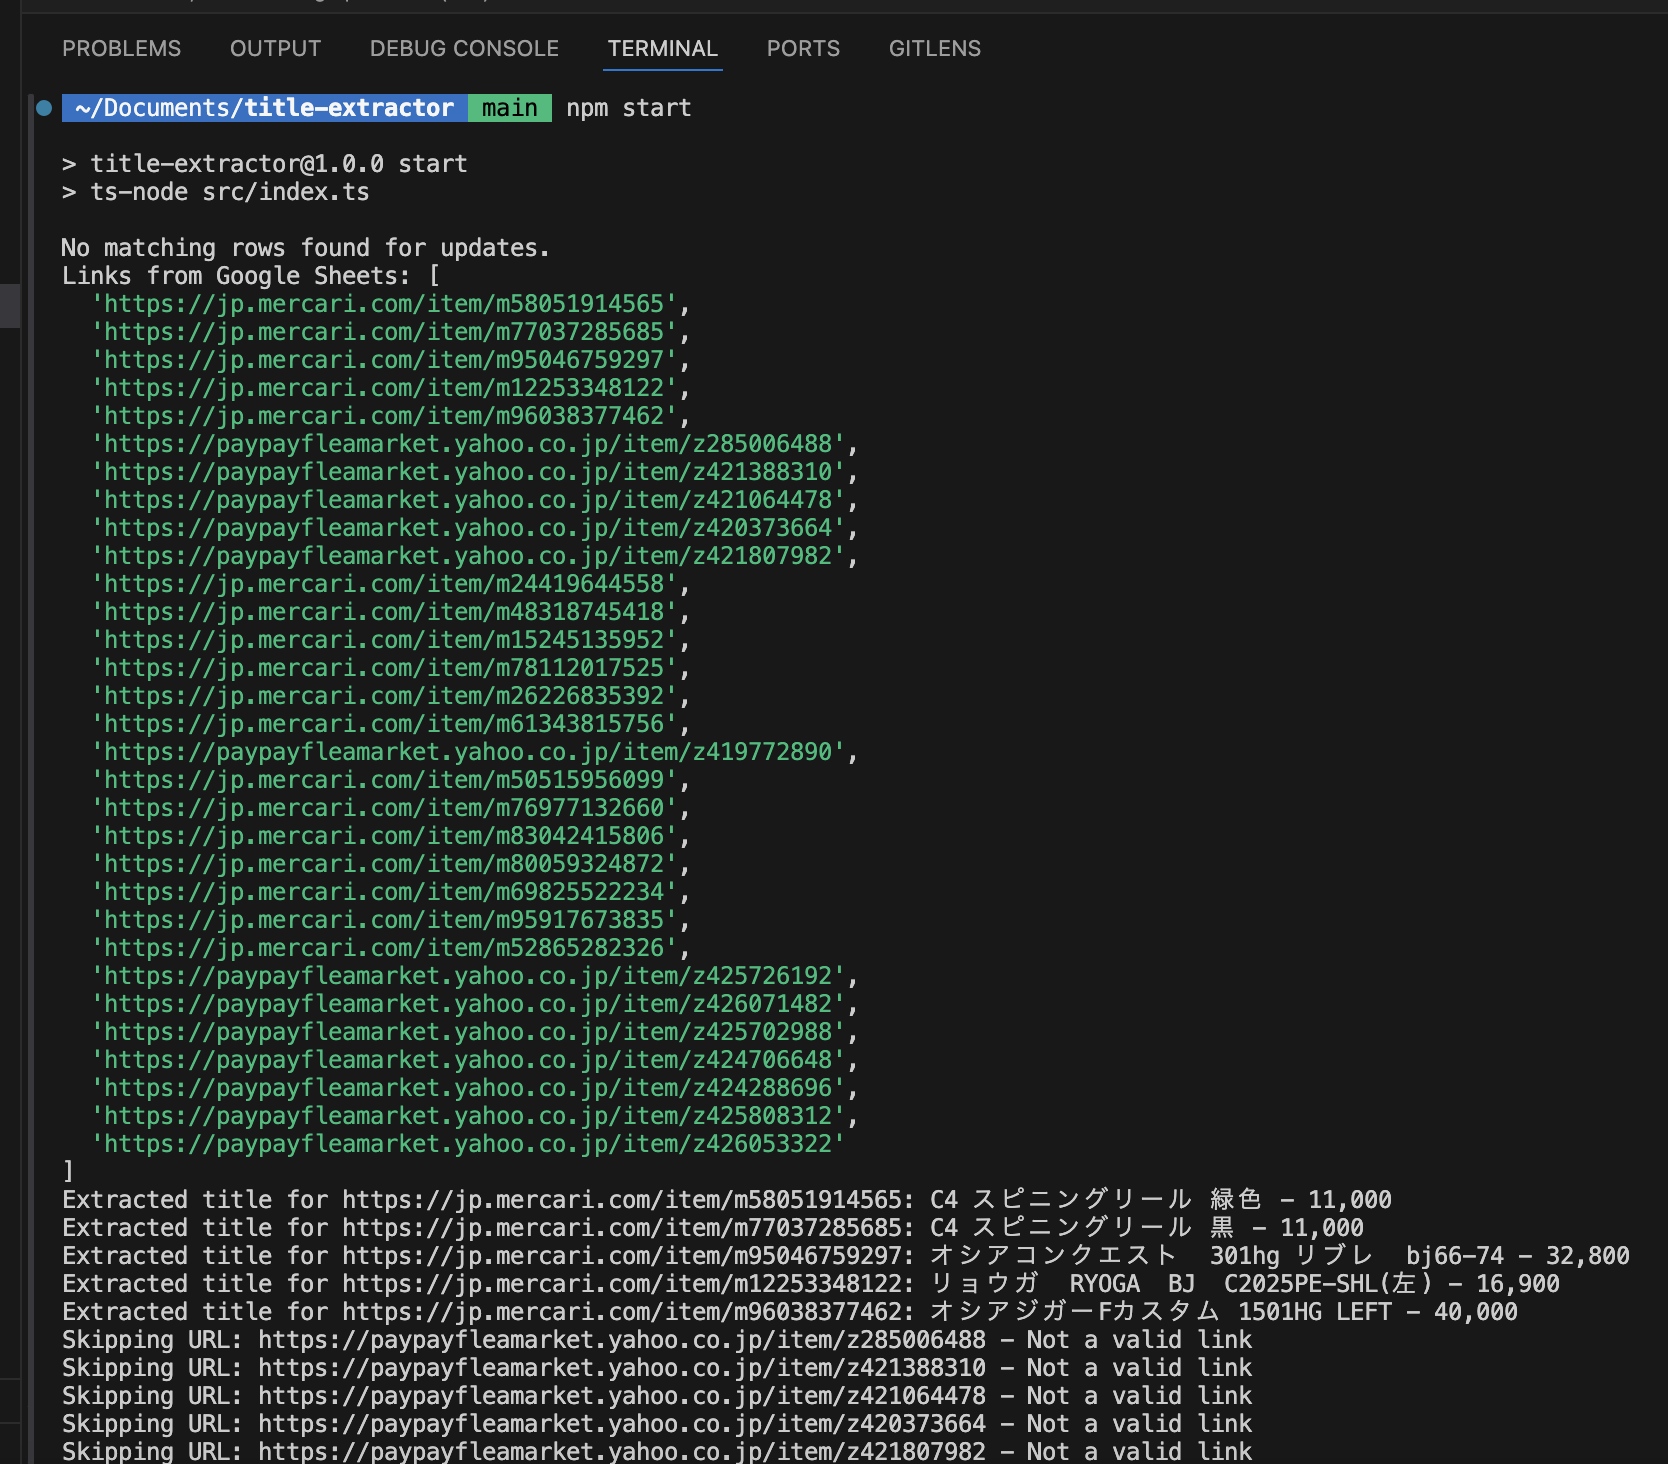 PROBLEMS OUTPUT DEBUG CONSOLE TERMINAL PORTS GITLENS
~/Documents/title-extractor main npm start
> title-extractor@1.0.0 start
> ts-node src/index.ts
No matching rows found for updates.
Links from Google Sheets: [
'https://jp.mercari.com/item/m58051914565',
'https://jp.mercari.com/item/m77037285685',
'https://jp.mercari.com/item/m95046759297',
'https://jp.mercari.com/item/m12253348122',
'https://jp.mercari.com/item/m96038377462',
'https://paypayfleamarket.yahoo.co.jp/item/z285006488',
'https://paypayfleamarket.yahoo.co.jp/item/z421388310',
'https://paypayfleamarket.yahoo.co.jp/item/z421064478',
'https://paypayfleamarket.yahoo.co.jp/item/z420373664',
'https://paypayfleamarket.yahoo.co.jp/item/z421807982',
'https://jp.mercari.com/item/m24419644558',
'https://jp.mercari.com/item/m48318745418',
'https://jp.mercari.com/item/m15245135952',
'https://jp.mercari.com/item/m78112017525',
'https://jp.mercari.com/item/m26226835392',
'https://jp.mercari.com/item/m61343815756',
'https://paypayfleamarket.yahoo.co.jp/item/z419772890',
'https://jp.mercari.com/item/m50515956099',
'https://jp.mercari.com/item/m76977132660',
'https://jp.mercari.com/item/m83042415806',
'https://jp.mercari.com/item/m80059324872',
'https://jp.mercari.com/item/m69825522234',
'https://jp.mercari.com/item/m95917673835',
'https://jp.mercari.com/item/m52865282326',
'https://paypayfleamarket.yahoo.co.jp/item/z425726192',
'https://paypayfleamarket.yahoo.co.jp/item/z426071482',
'https://paypayfleamarket.yahoo.co.jp/item/z425702988',
'https://paypayfleamarket.yahoo.co.jp/item/z424706648',
'https://paypayfleamarket.yahoo.co.jp/item/z424288696',
'https://paypayfleamarket.yahoo.co.jp/item/z425808312',
'https://paypayfleamarket.yahoo.co.jp/item/z426053322'
]
Extracted title for https://jp.mercari.com/item/m58051914565: C4 スピニングリール 緑色 – 11,000
Extracted title for https://jp.mercari.com/item/m77037285685: C4 スピニングリール 黒 – 11,000
Extracted title for https://jp.mercari.com/item/m95046759297: オシアコンクエスト　301hg リブレ　bj66-74 – 32,800
Extracted title for https://jp.mercari.com/item/m12253348122: リョウガ　RYOGA　BJ　C2025PE-SHL(左) – 16,900
Extracted title for https://jp.mercari.com/item/m96038377462: オシアジガーFカスタム 1501HG LEFT – 40,000
Skipping URL: https://paypayfleamarket.yahoo.co.jp/item/z285006488 – Not a valid link
Skipping URL: https://paypayfleamarket.yahoo.co.jp/item/z421388310 – Not a valid link
Skipping URL: https://paypayfleamarket.yahoo.co.jp/item/z421064478 – Not a valid link
Skipping URL: https://paypayfleamarket.yahoo.co.jp/item/z420373664 – Not a valid link
Skipping URL: https://paypayfleamarket.yahoo.co.jp/item/z421807982 – Not a valid link